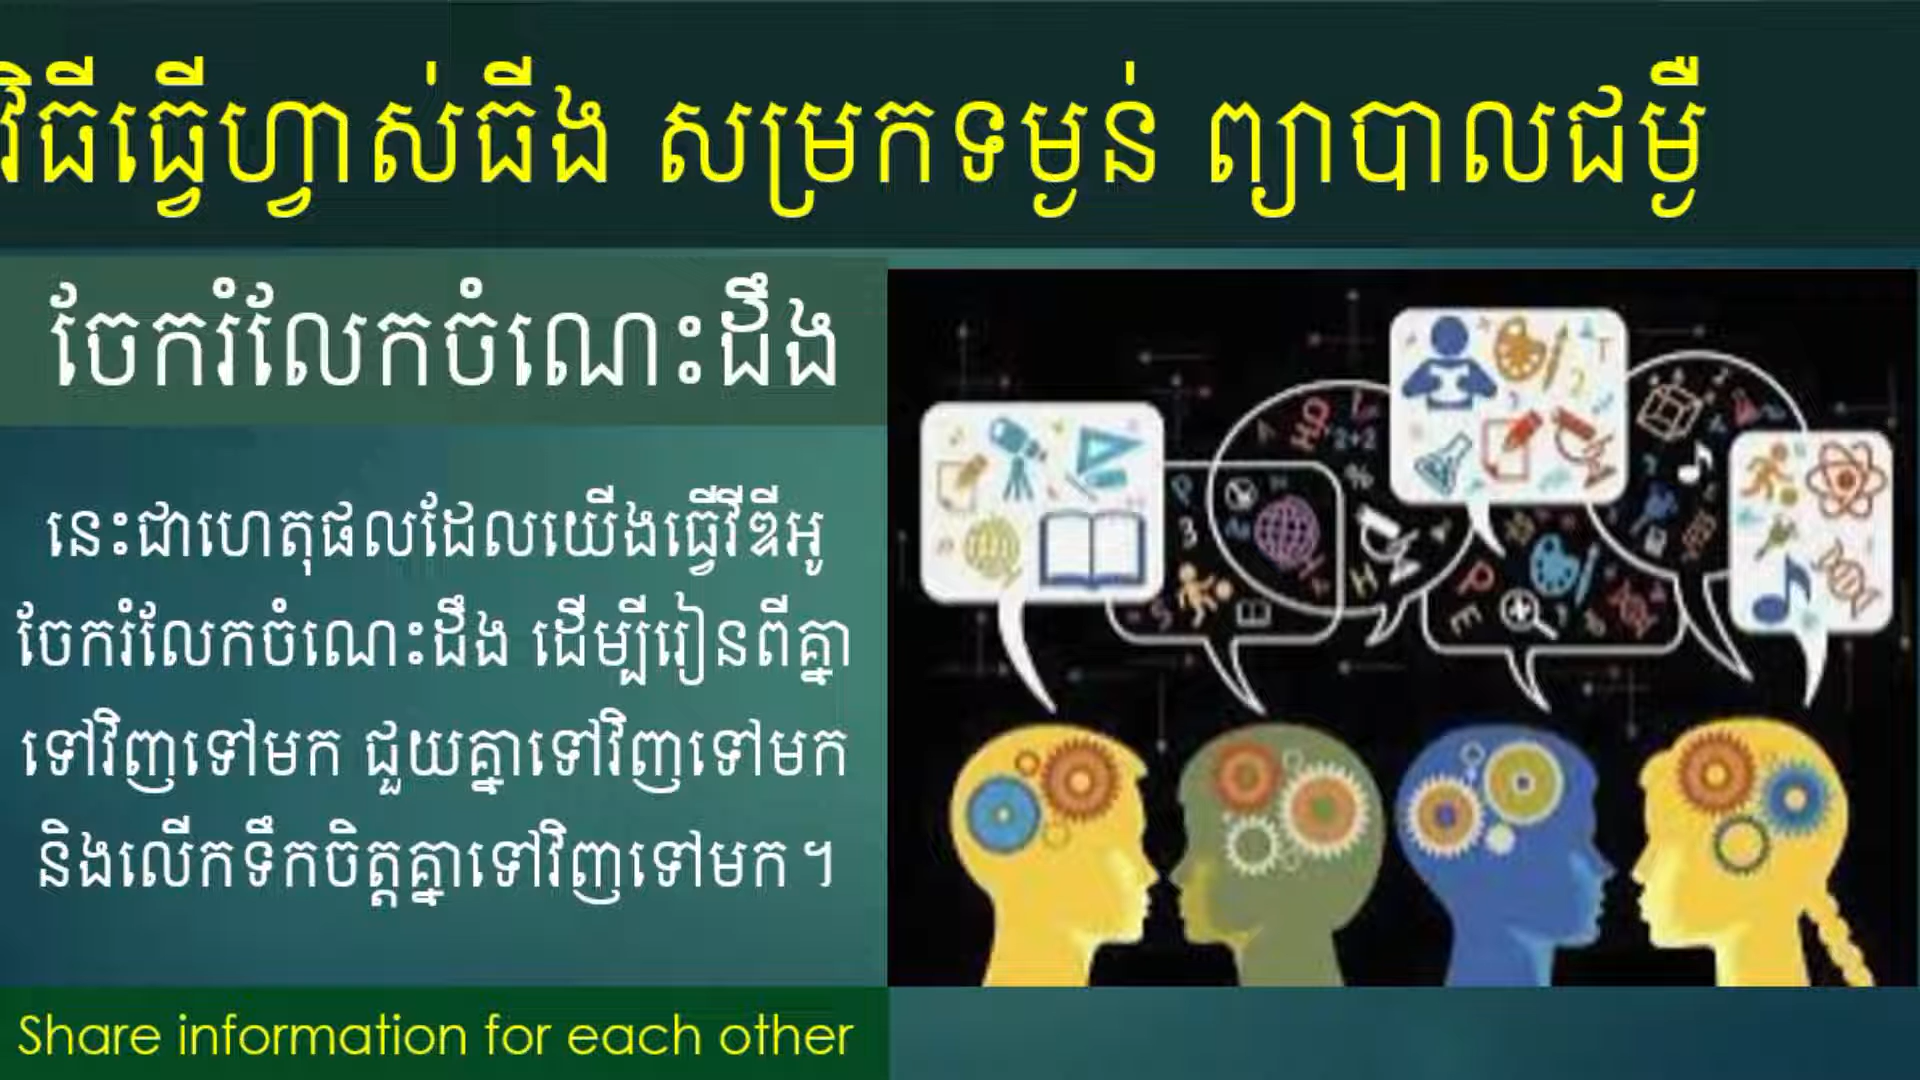 វិធីធ្វើហ្វាស់ធីង សម្រកទម្ងន់ ព្យាបាលជម្ងឺ
ចែករំលែកចំណេះដឹង
នេះជាហេតុផលដែលយើងធ្វើវីឌីអូ
ចែករំលែកចំណេះដឹង ដើម្បីរៀនពីគ្នា
ទៅវិញទៅមក ជួយគ្នាទៅវិញទៅមក
និងលើកទឹកចិត្តគ្នាទៅវិញទៅមក។
Share information for each other